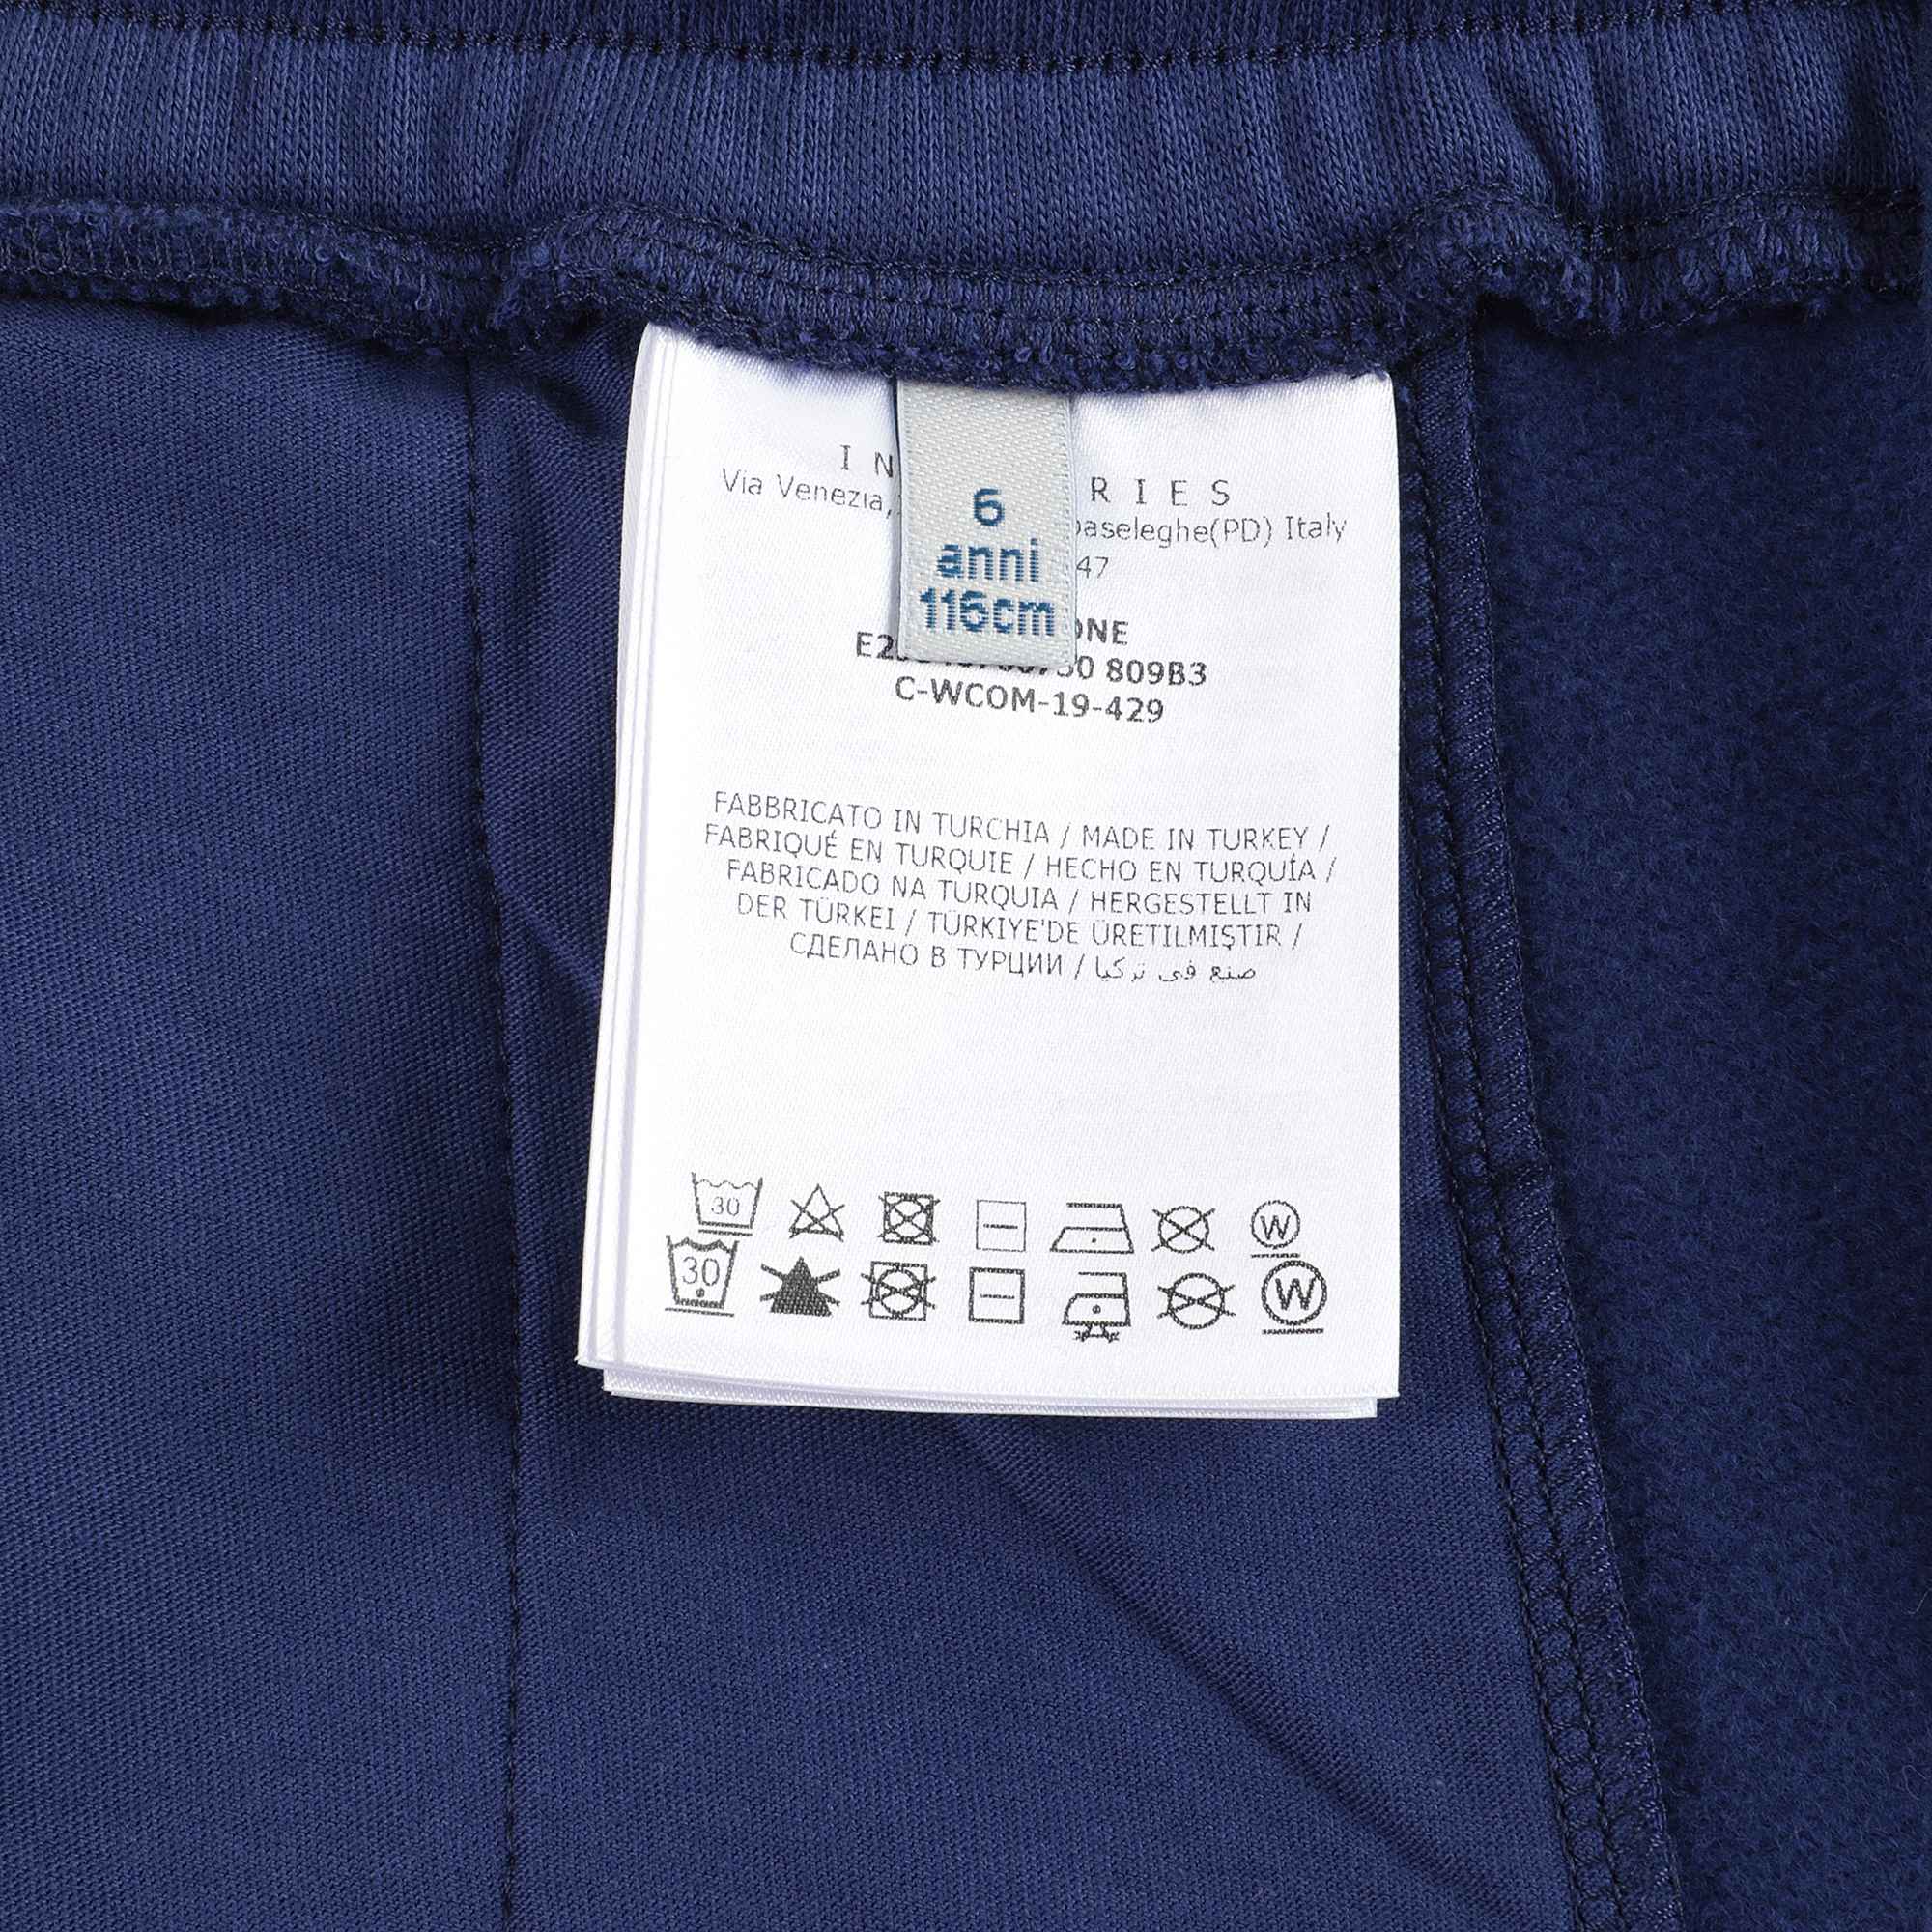 RIES
Via Venezia,
Italy
47
6
anni
116cm
809B3
C-WCOM-19-429
FABBRICATO IN TURCHIA / MADE IN TURKEY /
FABRIQUÉ EN TURQUIE / HECHO EN TURQUÍA /
FABRICADO NA TURQUIA / HERGESTELLT IN
DER TÜRKEI / TÜRKIYE'DE ÜRETILMIŞTIR /
СДЕЛАНО В ТУРЦИИ / صنع في تركيا
30
W
30
W